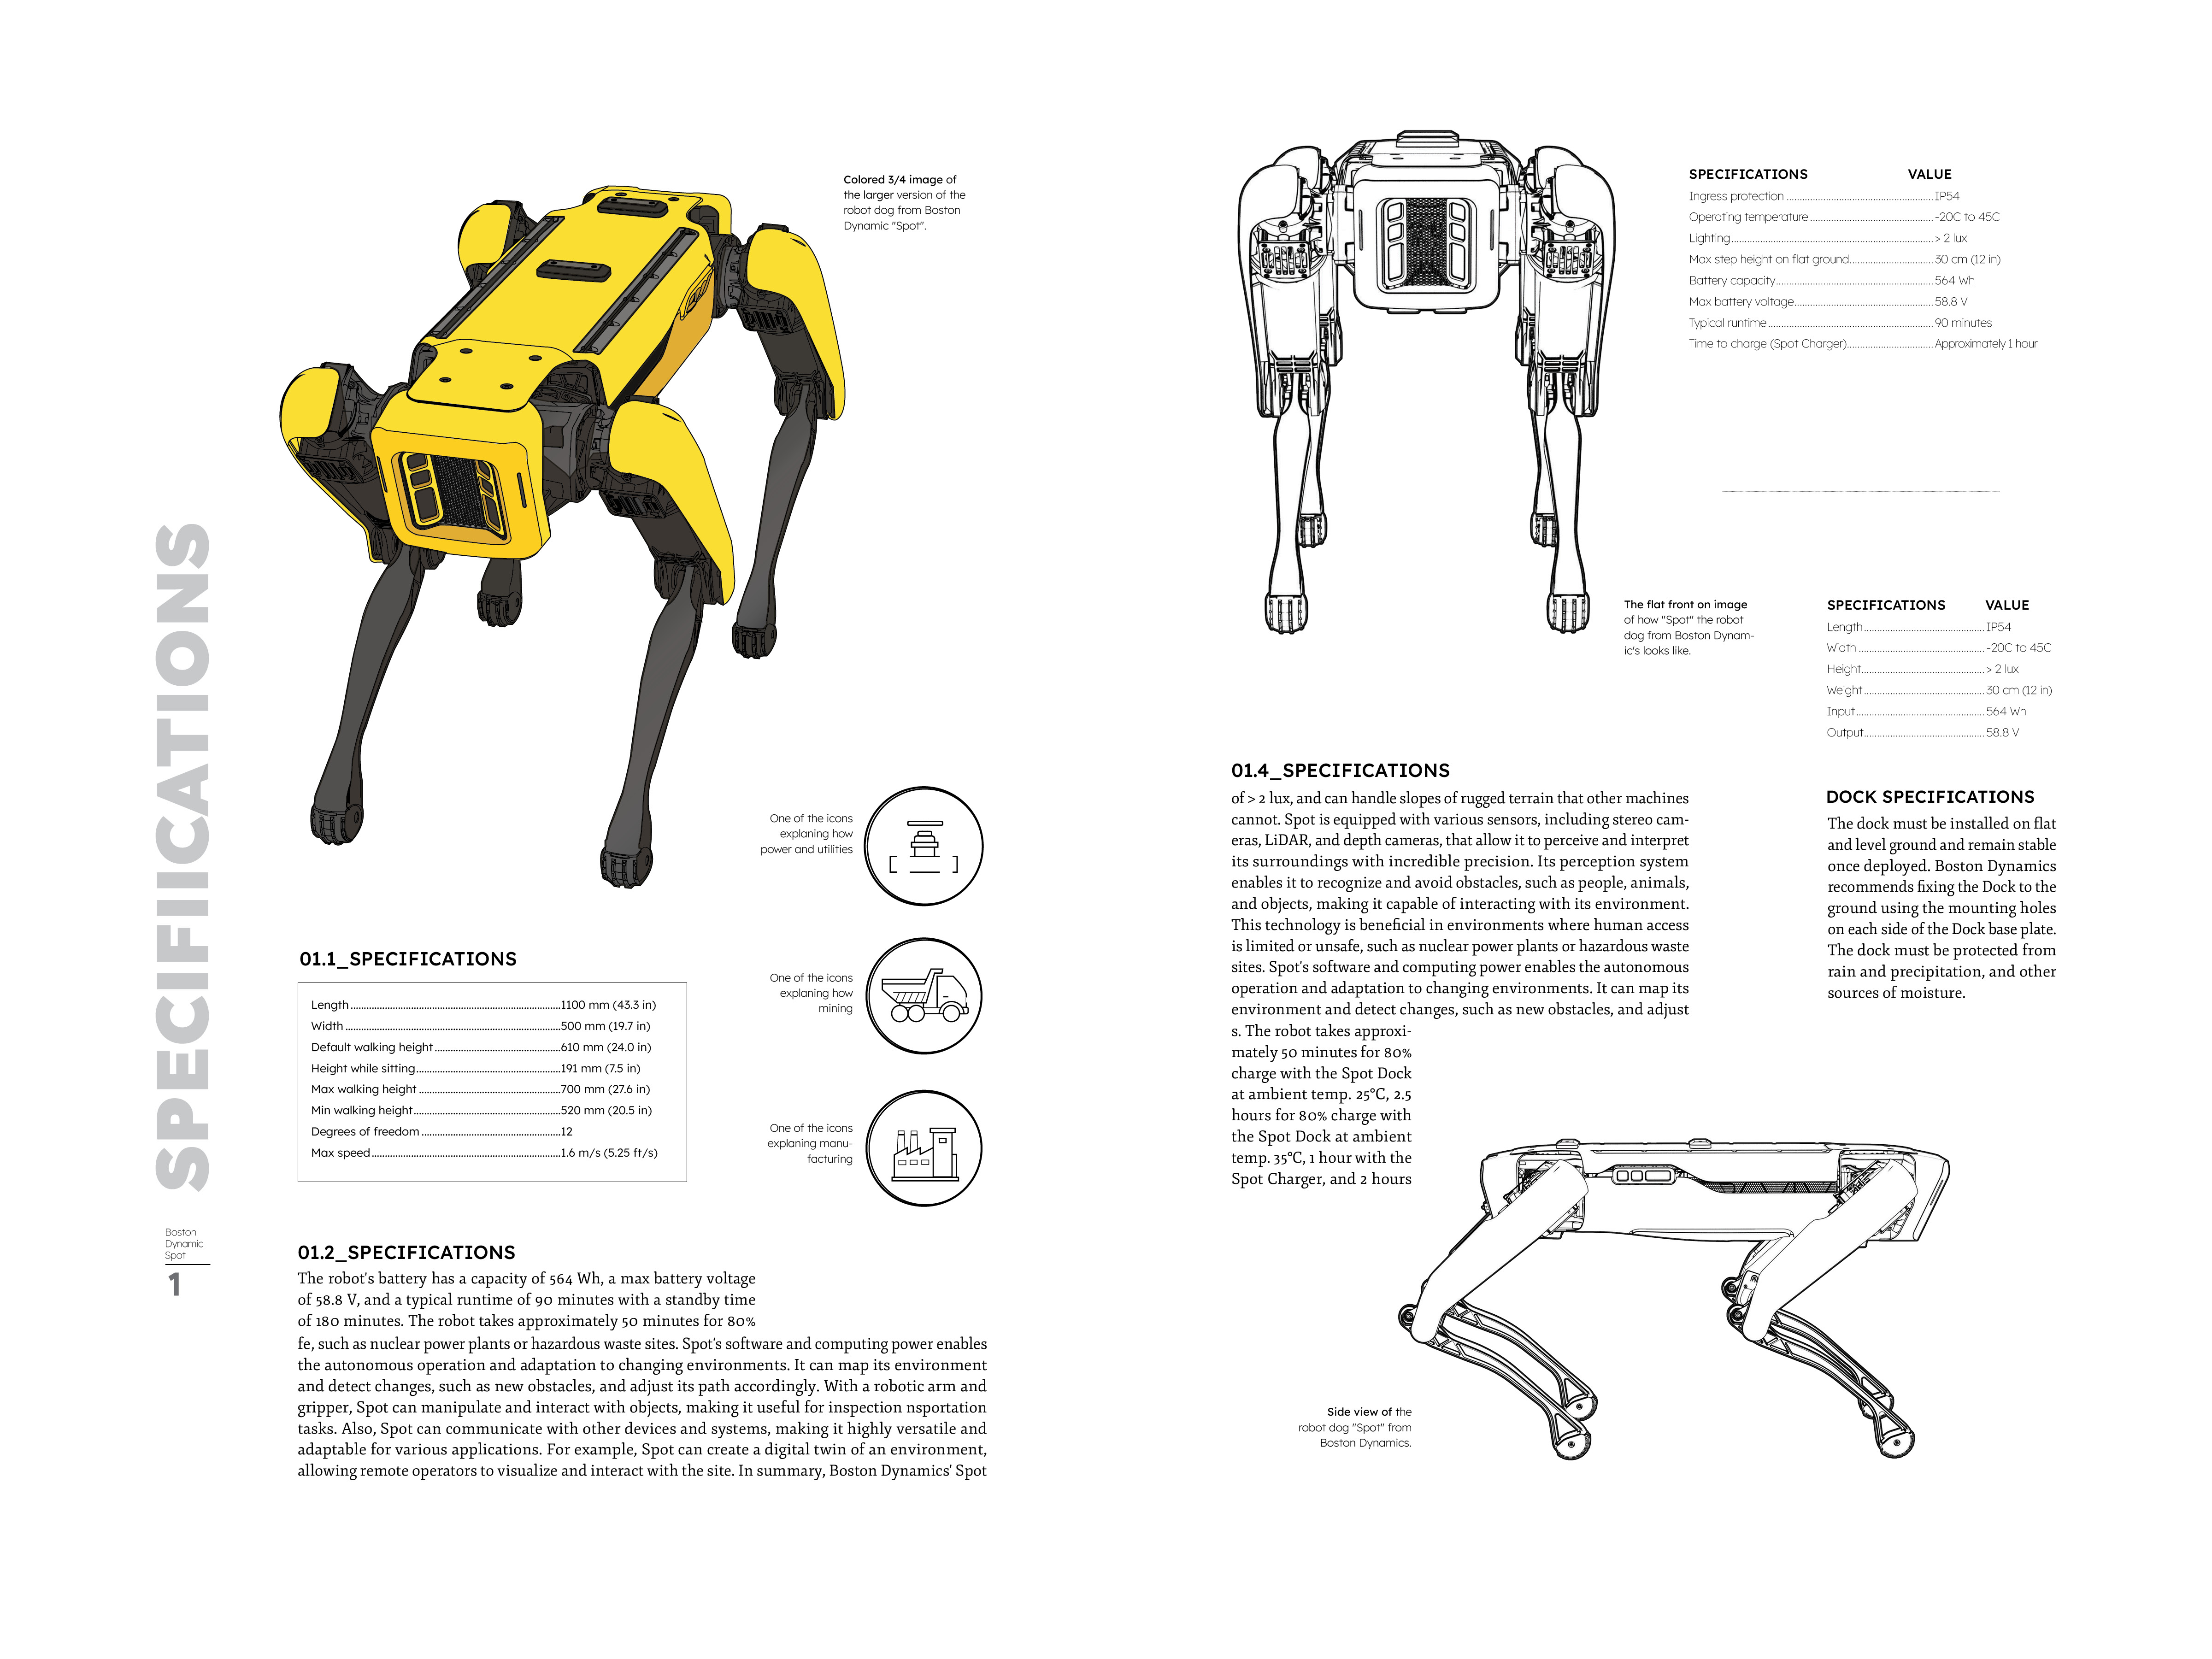 SPECIFICATIONS
Boston
Dynamic
Spot
1
Colored 3/4 image of
the larger version of the
robot dog from Boston
Dynamic "Spot".
One of the icons
explaning how
power and utilities
One of the icons
explaning how
mining
One of the icons
explaning manu-
facturing
01.1_SPECIFICATIONS
Length 1100 mm (43.3 in)
Width 500 mm (19.7 in)
Default walking height 610 mm (24.0 in)
Height while sitting 191 mm (7.5 in)
Max walking height 700 mm (27.6 in)
Min walking height 520 mm (20.5 in)
Degrees of freedom 12
Max speed 1.6 m/s (5.25 ft/s)
01.2_SPECIFICATIONS
The robot's battery has a capacity of 564 Wh, a max battery voltage
of 58.8 V, and a typical runtime of 90 minutes with a standby time
of 180 minutes. The robot takes approximately 50 minutes for 80%
fe, such as nuclear power plants or hazardous waste sites. Spot's software and computing power enables
the autonomous operation and adaptation to changing environments. It can map its environment
and detect changes, such as new obstacles, and adjust its path accordingly. With a robotic arm and
gripper, Spot can manipulate and interact with objects, making it useful for inspection nsportation
tasks. Also, Spot can communicate with other devices and systems, making it highly versatile and
adaptable for various applications. For example, Spot can create a digital twin of an environment,
allowing remote operators to visualize and interact with the site. In summary, Boston Dynamics' Spot
SPECIFICATIONS VALUE
Ingress protection IP54
Operating temperature -20C to 45C
Lighting > 2 lux
Max step height on flat ground 30 cm (12 in)
Battery capacity 564 Wh
Max battery voltage 58.8 V
Typical runtime 90 minutes
Time to charge (Spot Charger) Approximately 1 hour
The flat front on image
of how "Spot" the robot
dog from Boston Dynam-
ic's looks like.
SPECIFICATIONS VALUE
Length IP54
Width -20C to 45C
Height > 2 lux
Weight 30 cm (12 in)
Input 564 Wh
Output 58.8 V
01.4_SPECIFICATIONS
of > 2 lux, and can handle slopes of rugged terrain that other machines
cannot. Spot is equipped with various sensors, including stereo cam-
eras, LiDAR, and depth cameras, that allow it to perceive and interpret
its surroundings with incredible precision. Its perception system
enables it to recognize and avoid obstacles, such as people, animals,
and objects, making it capable of interacting with its environment.
This technology is beneficial in environments where human access
is limited or unsafe, such as nuclear power plants or hazardous waste
sites. Spot's software and computing power enables the autonomous
operation and adaptation to changing environments. It can map its
environment and detect changes, such as new obstacles, and adjust
s. The robot takes approxi-
mately 50 minutes for 80%
charge with the Spot Dock
at ambient temp. 25°C, 2.5
hours for 80% charge with
the Spot Dock at ambient
temp. 35°C, 1 hour with the
Spot Charger, and 2 hours
DOCK SPECIFICATIONS
The dock must be installed on flat
and level ground and remain stable
once deployed. Boston Dynamics
recommends fixing the Dock to the
ground using the mounting holes
on each side of the Dock base plate.
The dock must be protected from
rain and precipitation, and other
sources of moisture.
Side view of the
robot dog "Spot" from
Boston Dynamics.